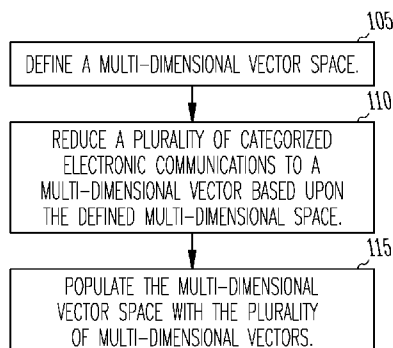 105
DEFINE A MULTI-DIMENSIONAL VECTOR SPACE.
110
REDUCE A PLURALITY OF CATEGORIZED
ELECTRONIC COMMUNICATIONS TO A
MULTI-DIMENSIONAL VECTOR BASED UPON
THE DEFINED MULTI-DIMENSIONAL SPACE.
115
POPULATE THE MULTI-DIMENSIONAL
VECTOR SPACE WITH THE PLURALITY
OF MULTI-DIMENSIONAL VECTORS.